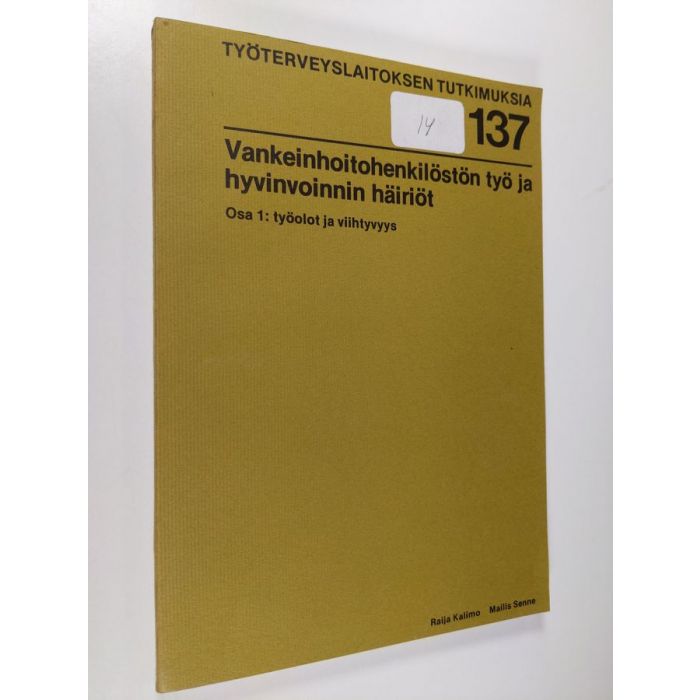 TYÖTERVEYSLAITOKSEN TUTKIMUKSIA
14
137
Vankeinhoitohenkilöstön työ ja
hyvinvoinnin häiriöt
Osa 1: työolot ja viihtyvyys
Raija Kalimo Mailis Senne